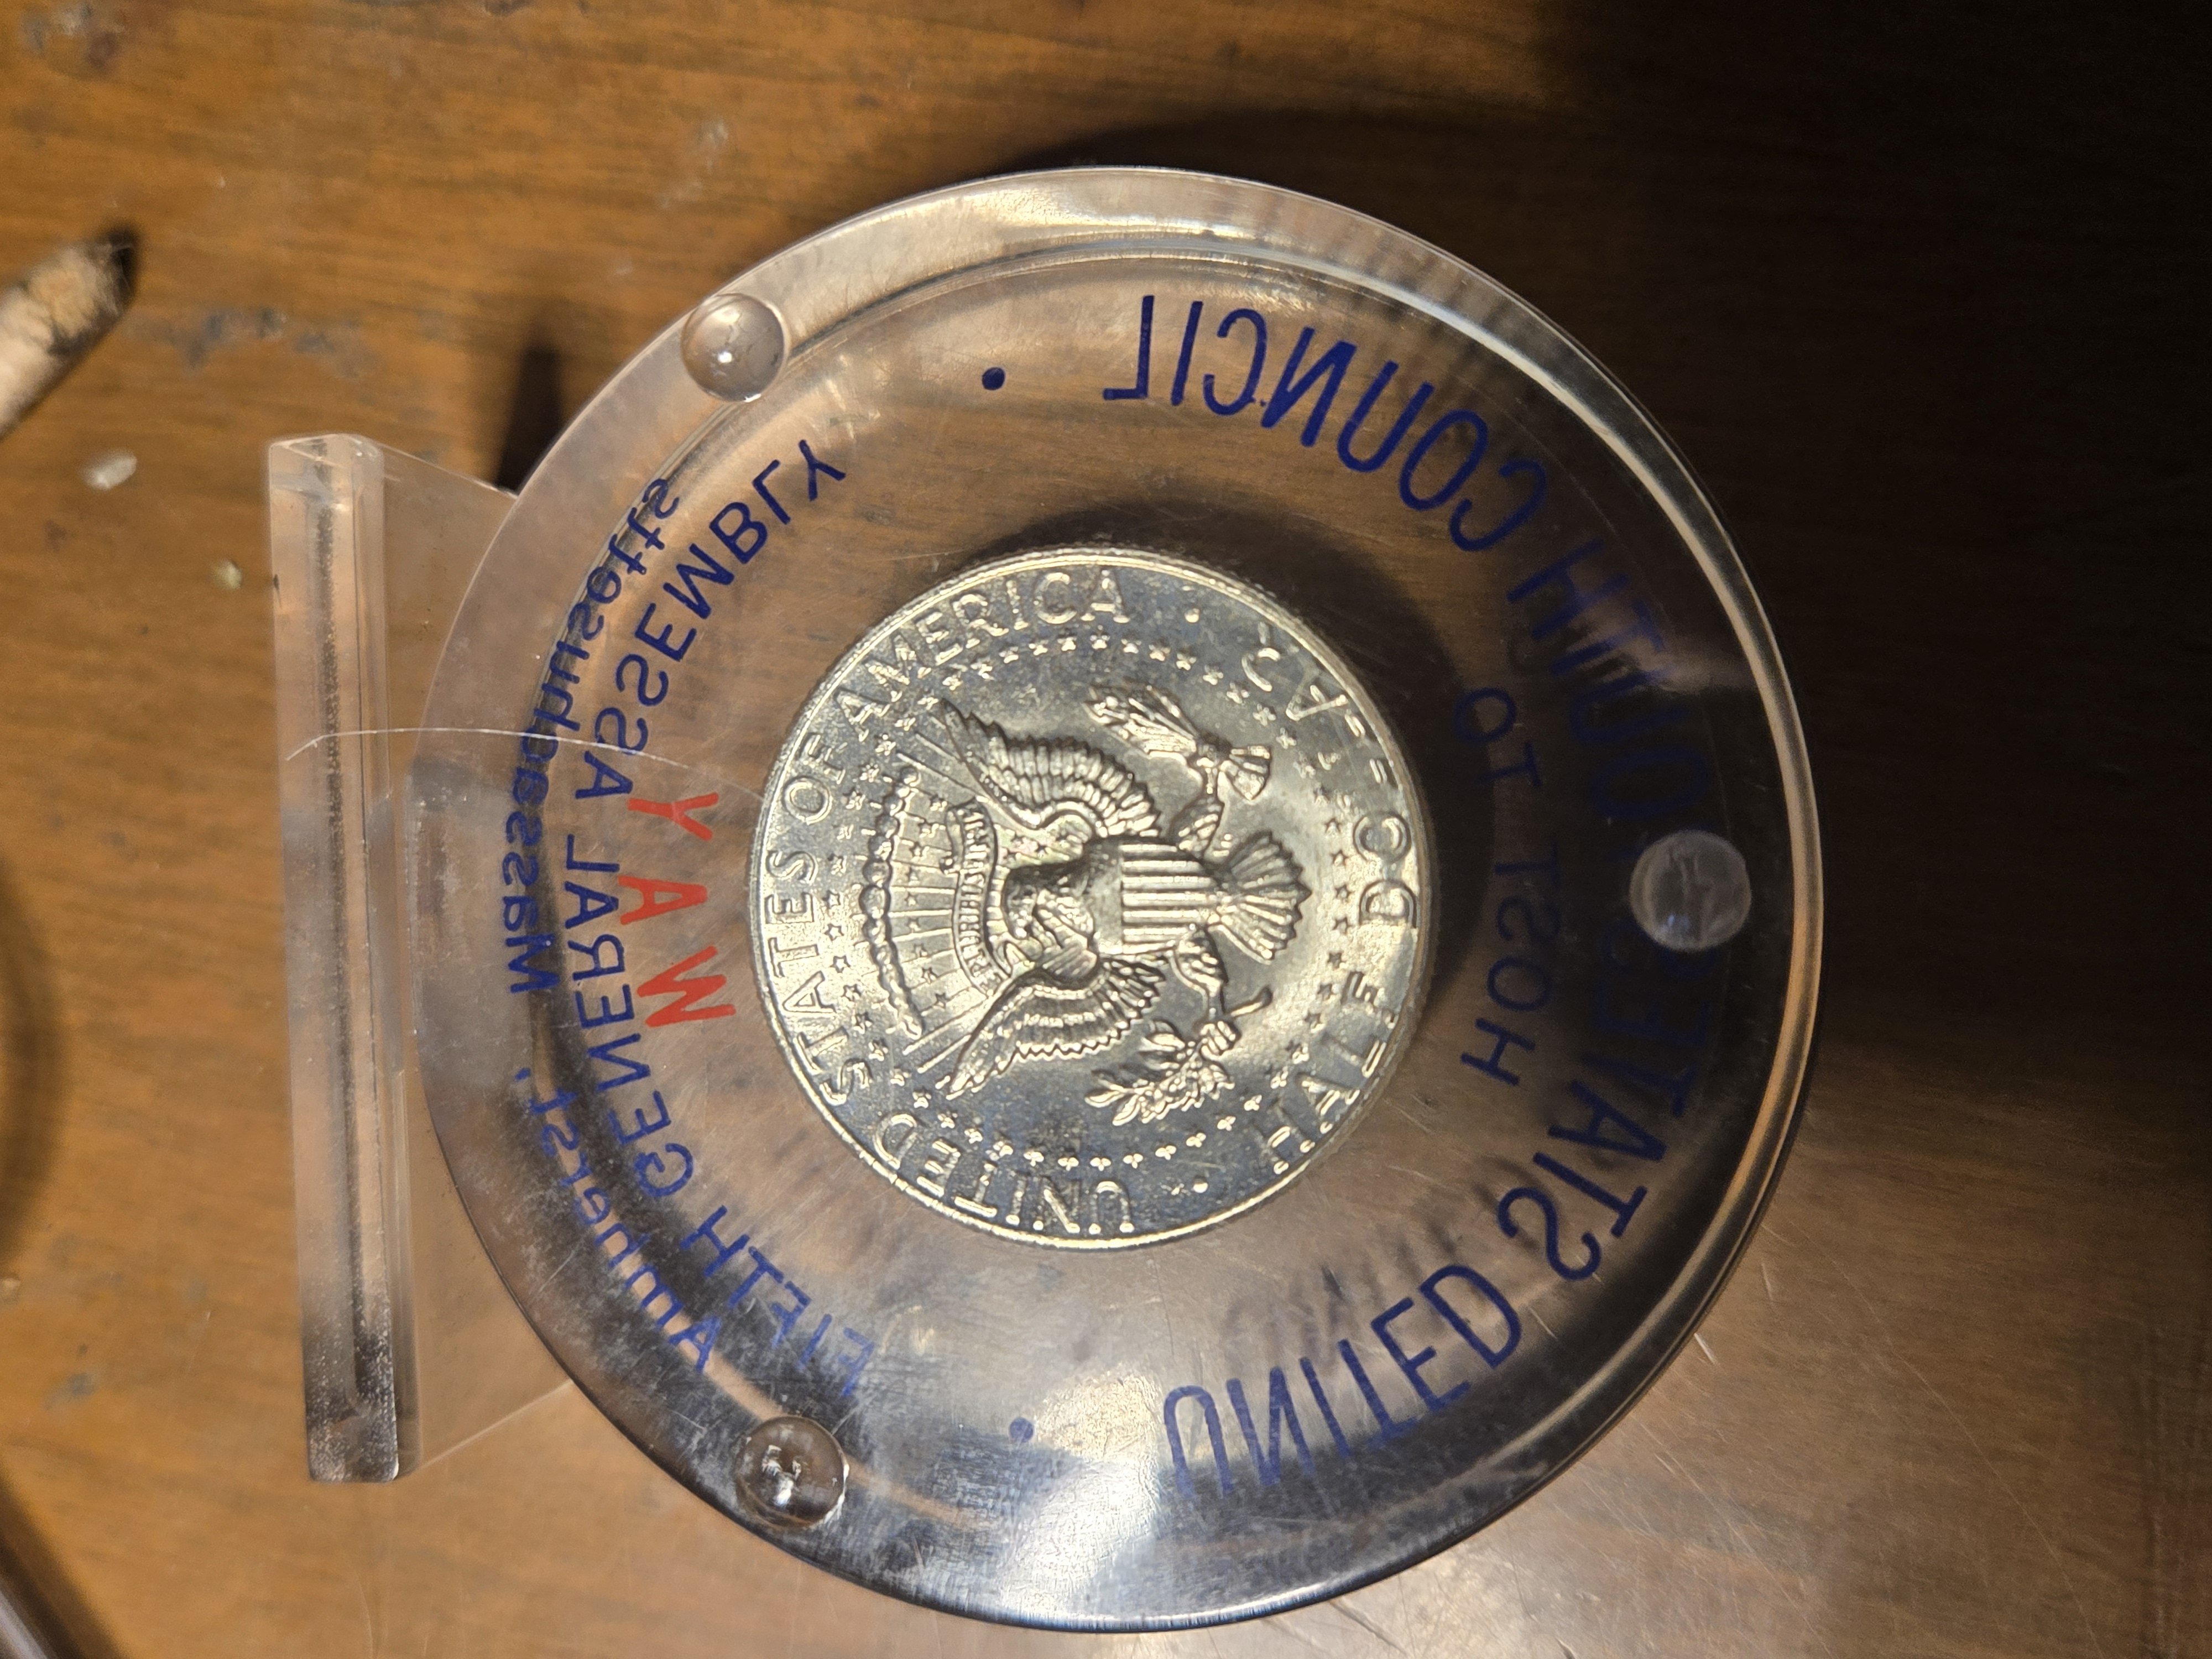 UNITED STATES YOUTH COUNCIL
HOST TO
W A Y
FIFTH GENERAL ASSEMBLY
Amherst, Massachusetts
UNITED STATES OF AMERICA
E PLURIBUS UNUM
HALF DOLLAR